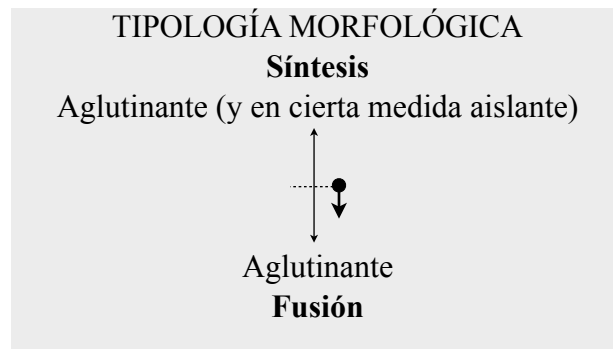 TIPOLOGÍA MORFOLÓGICA
Síntesis
Aglutinante (y en cierta medida aislante)
Aglutinante
Fusión